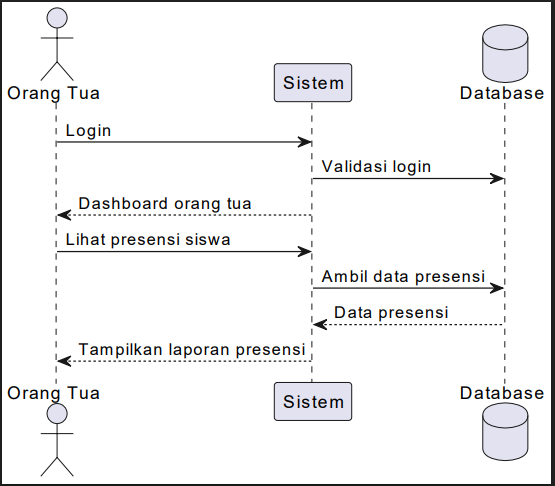 Orang Tua
Sistem
Database
Login
Validasi login
Dashboard orang tua
Lihat presensi siswa
Ambil data presensi
Data presensi
Tampilkan laporan presensi
Orang Tua
Sistem
Database